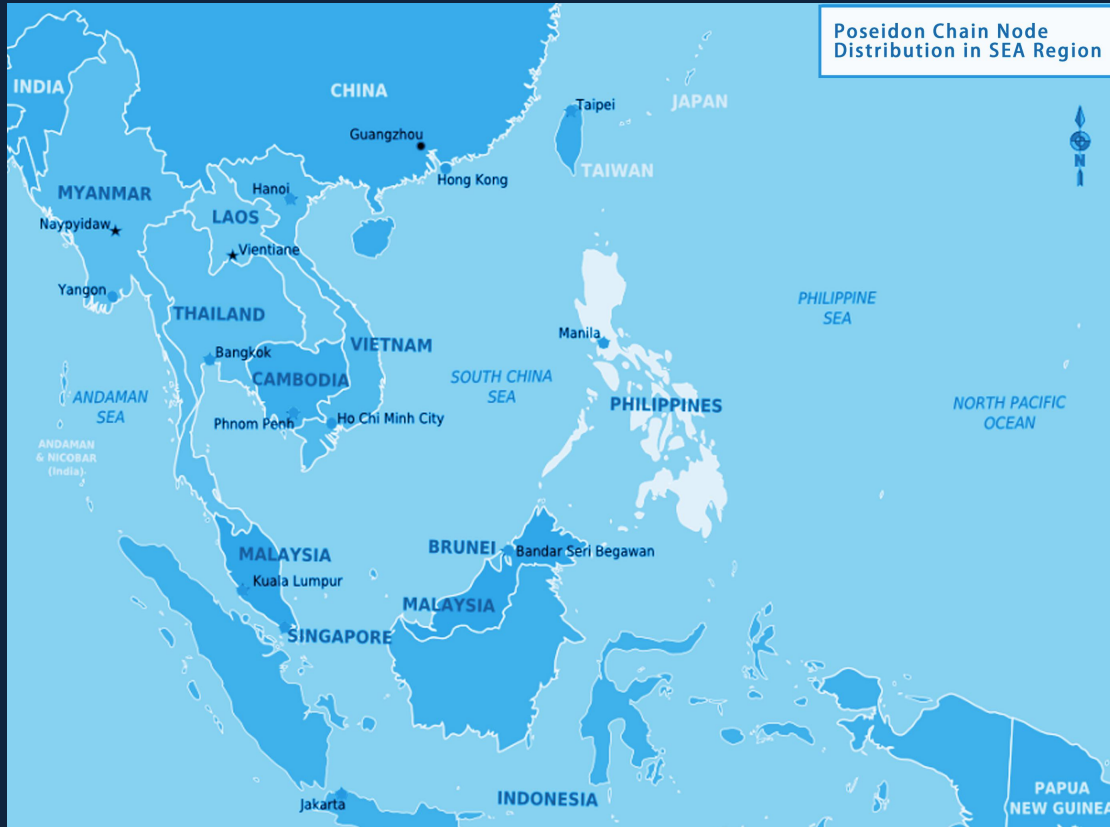 Poseidon Chain Node
Distribution in SEA Region
INDIA
CHINA
Taipei
JAPAN
Guangzhou
TAIWAN
N
Hong Kong
MYANMAR
Hanoi
LAOS
Naypyidaw
Vientiane
Yangon
THAILAND
PHILIPPINE
SEA
Manila
VIETNAM
Bangkok
CAMBODIA
SOUTH CHINA
SEA
ANDAMAN
SEA
PHILIPPINES
NORTH PACIFIC
OCEAN
Phnom Penh
Ho Chi Minh City
ANDAMAN
& NICOBAR
(India)
BRUNEI
Bandar Seri Begawan
MALAYSIA
Kuala Lumpur
MALAYSIA
SINGAPORE
INDONESIA
Jakarta
PAPUA
NEW GUINEA